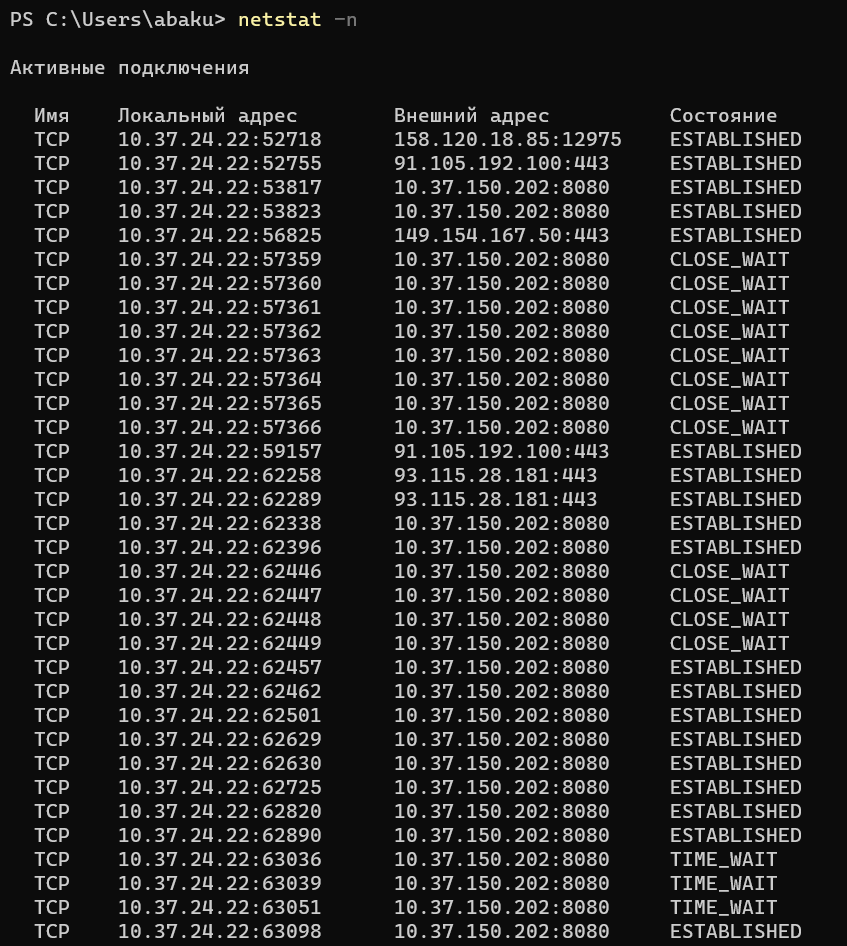 PS C:\Users\abaku> netstat -n
Активные подключения
Имя Локальный адрес Внешний адрес Состояние
TCP 10.37.24.22:52718 158.120.18.85:12975 ESTABLISHED
TCP 10.37.24.22:52755 91.105.192.100:443 ESTABLISHED
TCP 10.37.24.22:53817 10.37.150.202:8080 ESTABLISHED
TCP 10.37.24.22:53823 10.37.150.202:8080 ESTABLISHED
TCP 10.37.24.22:56825 149.154.167.50:443 ESTABLISHED
TCP 10.37.24.22:57359 10.37.150.202:8080 CLOSE_WAIT
TCP 10.37.24.22:57360 10.37.150.202:8080 CLOSE_WAIT
TCP 10.37.24.22:57361 10.37.150.202:8080 CLOSE_WAIT
TCP 10.37.24.22:57362 10.37.150.202:8080 CLOSE_WAIT
TCP 10.37.24.22:57363 10.37.150.202:8080 CLOSE_WAIT
TCP 10.37.24.22:57364 10.37.150.202:8080 CLOSE_WAIT
TCP 10.37.24.22:57365 10.37.150.202:8080 CLOSE_WAIT
TCP 10.37.24.22:57366 10.37.150.202:8080 CLOSE_WAIT
TCP 10.37.24.22:59157 91.105.192.100:443 ESTABLISHED
TCP 10.37.24.22:62258 93.115.28.181:443 ESTABLISHED
TCP 10.37.24.22:62289 93.115.28.181:443 ESTABLISHED
TCP 10.37.24.22:62338 10.37.150.202:8080 ESTABLISHED
TCP 10.37.24.22:62396 10.37.150.202:8080 ESTABLISHED
TCP 10.37.24.22:62446 10.37.150.202:8080 CLOSE_WAIT
TCP 10.37.24.22:62447 10.37.150.202:8080 CLOSE_WAIT
TCP 10.37.24.22:62448 10.37.150.202:8080 CLOSE_WAIT
TCP 10.37.24.22:62449 10.37.150.202:8080 CLOSE_WAIT
TCP 10.37.24.22:62457 10.37.150.202:8080 ESTABLISHED
TCP 10.37.24.22:62462 10.37.150.202:8080 ESTABLISHED
TCP 10.37.24.22:62501 10.37.150.202:8080 ESTABLISHED
TCP 10.37.24.22:62629 10.37.150.202:8080 ESTABLISHED
TCP 10.37.24.22:62630 10.37.150.202:8080 ESTABLISHED
TCP 10.37.24.22:62725 10.37.150.202:8080 ESTABLISHED
TCP 10.37.24.22:62820 10.37.150.202:8080 ESTABLISHED
TCP 10.37.24.22:62890 10.37.150.202:8080 ESTABLISHED
TCP 10.37.24.22:63036 10.37.150.202:8080 TIME_WAIT
TCP 10.37.24.22:63039 10.37.150.202:8080 TIME_WAIT
TCP 10.37.24.22:63051 10.37.150.202:8080 TIME_WAIT
TCP 10.37.24.22:63098 10.37.150.202:8080 ESTABLISHED